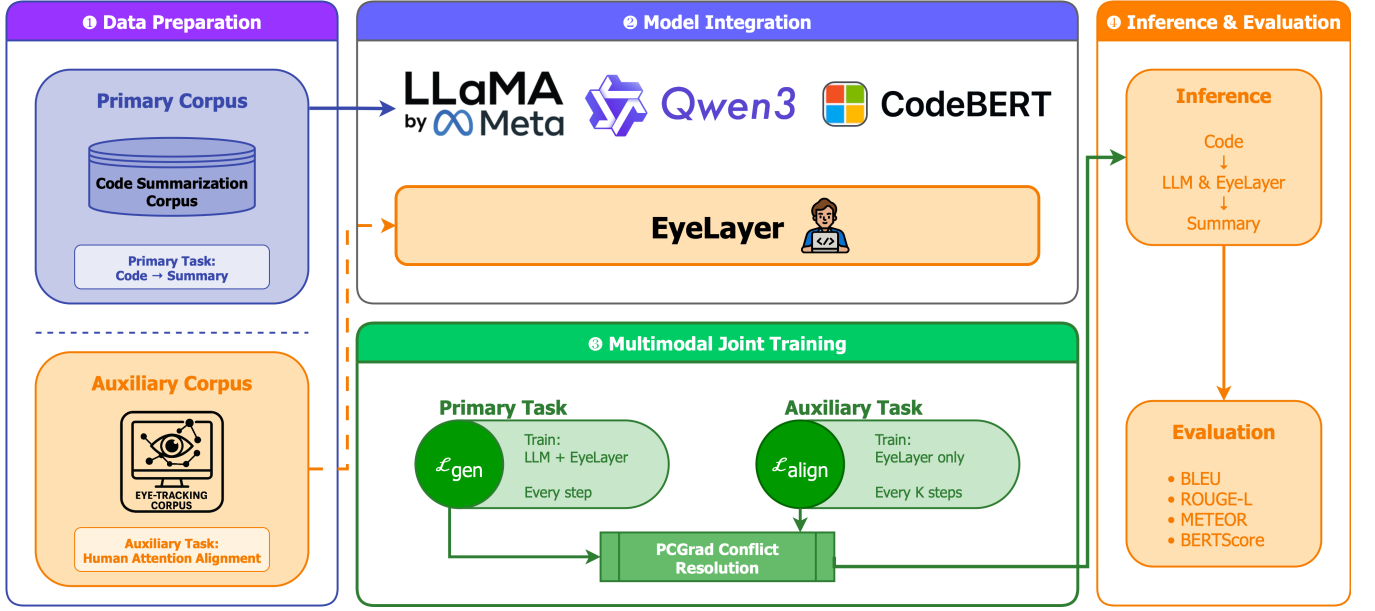 ❶ Data Preparation
Primary Corpus
Code Summarization
Corpus
Primary Task:
Code → Summary
Auxiliary Corpus
EYE-TRACKING
CORPUS
Auxiliary Task:
Human Attention Alignment
❷ Model Integration
LLaMA
by Meta
Qwen3
CodeBERT
EyeLayer
</>
❸ Multimodal Joint Training
Primary Task
ℒgen
Train:
LLM + EyeLayer
Every step
Auxiliary Task
ℒalign
Train:
EyeLayer only
Every K steps
PCGrad Conflict
Resolution
❶ Inference & Evaluation
Inference
Code
↓
LLM & EyeLayer
↓
Summary
Evaluation
• BLEU
• ROUGE-L
• METEOR
• BERTScore